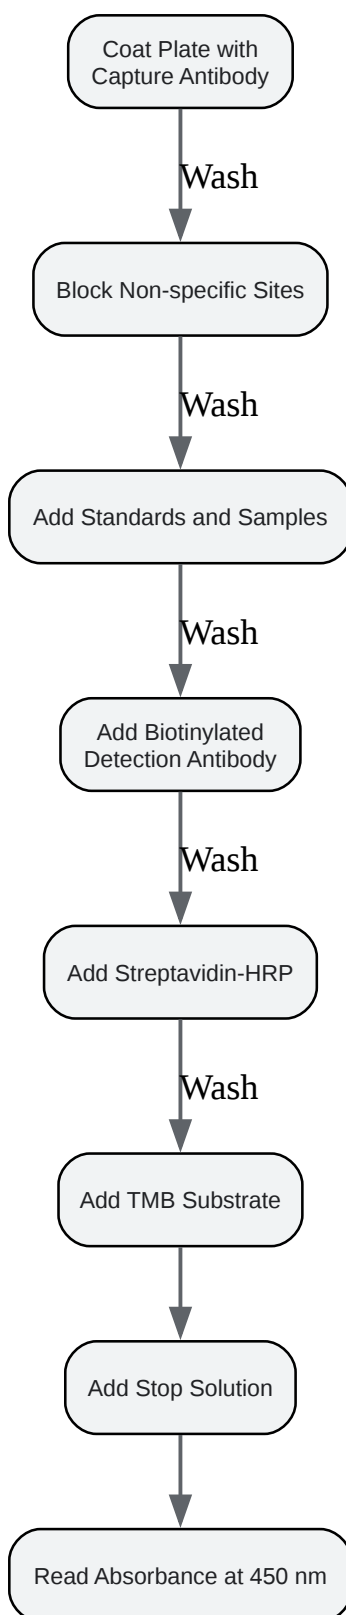 Coat Plate with
Capture Antibody
Wash
Block Non-specific Sites
Wash
Add Standards and Samples
Wash
Add Biotinylated
Detection Antibody
Wash
Add Streptavidin-HRP
Wash
Add TMB Substrate
Add Stop Solution
Read Absorbance at 450 nm